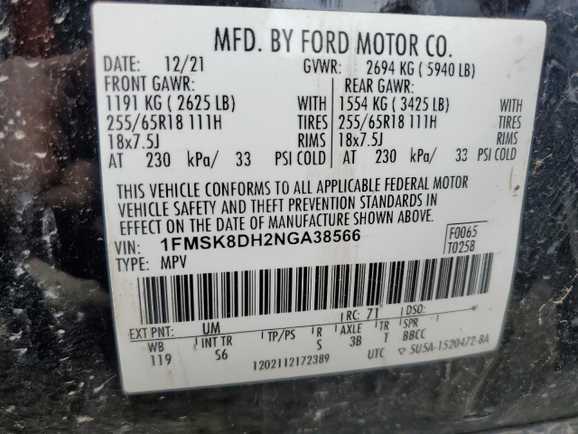 MFD. BY FORD MOTOR CO.
DATE: 12/21 GVWR: 2694 KG ( 5940 LB)
FRONT GAWR: REAR GAWR:
1191 KG ( 2625 LB) WITH 1554 KG ( 3425 LB) WITH
255/65R18 111H TIRES 255/65R18 111H TIRES
18x7.5J RIMS 18x7.5J RIMS
AT 230 kPa/ 33 PSI COLD AT 230 kPa/ 33 PSI COLD
THIS VEHICLE CONFORMS TO ALL APPLICABLE FEDERAL MOTOR
VEHICLE SAFETY AND THEFT PREVENTION STANDARDS IN
EFFECT ON THE DATE OF MANUFACTURE SHOWN ABOVE.
VIN: 1FMSK8DH2NGA38566 F0065
TYPE: MPV T0258
EXT PNT: UM RC: 71 DSO:
WB INT TR TP/PS R AXLE TR SPR
119 S6 S 3B T BBCC
1202112172389 UTC SU5A-1520472-BA